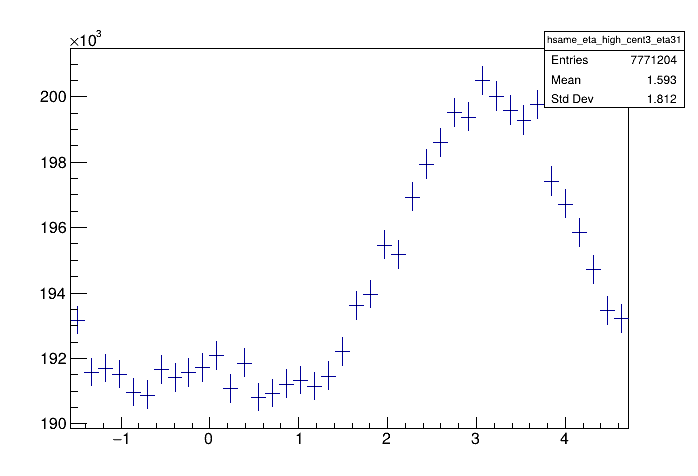 ×10³
hsame_eta_high_cent3_eta31
Entries 7771204
Mean 1.593
Std Dev 1.812
200
198
196
194
192
190
−1 0 1 2 3 4